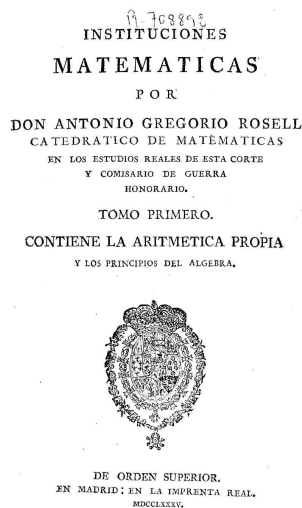 R-708898
INSTITUCIONES
MATEMATICAS
POR
DON ANTONIO GREGORIO ROSELL
CATEDRATICO DE MATEMATICAS
EN LOS ESTUDIOS REALES DE ESTA CORTE
Y COMISARIO DE GUERRA
HONORARIO.
TOMO PRIMERO.
CONTIENE LA ARITMETICA PROPIA
Y LOS PRINCIPIOS DEL ALGEBRA.
DE ORDEN SUPERIOR.
EN MADRID: EN LA IMPRENTA REAL.
MDCCLXXXV.